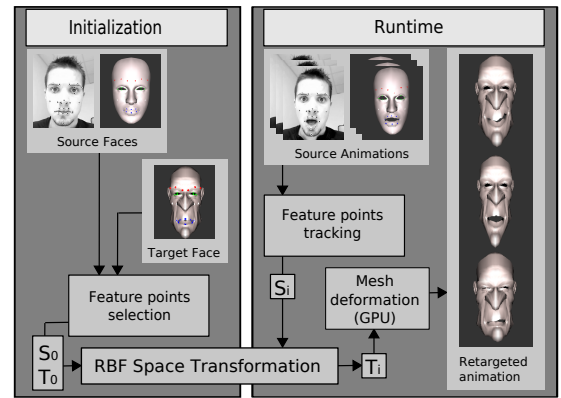 Initialization
Runtime
Source Faces
Target Face
Feature points
selection
S0
T0
RBF Space Transformation
Source Animations
Feature points
tracking
Si
Mesh
deformation
(GPU)
Ti
Retargeted
animation